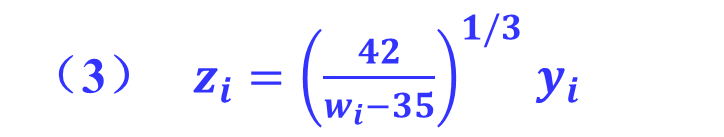 （3） z_i = (42 / (w_i − 35))^{1/3} y_i